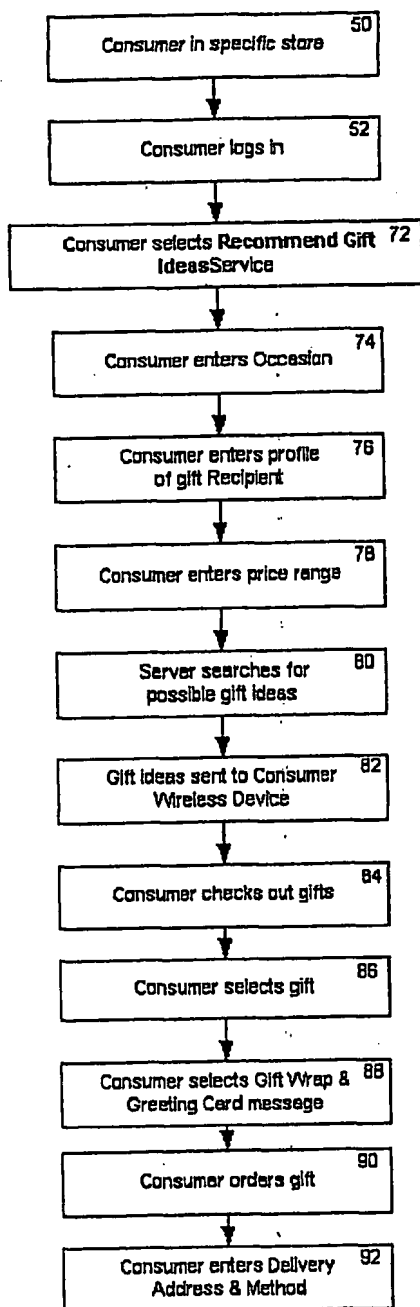 50
Consumer in specific store
52
Consumer logs in
72
Consumer selects Recommend Gift
IdeasService
74
Consumer enters Occasion
76
Consumer enters profile
of gift Recipient
78
Consumer enters price range
80
Server searches for
possible gift ideas
82
Gift ideas sent to Consumer
Wireless Device
84
Consumer checks out gifts
86
Consumer selects gift
88
Consumer selects Gift Wrap &
Greeting Card message
90
Consumer orders gift
92
Consumer enters Delivery
Address & Method